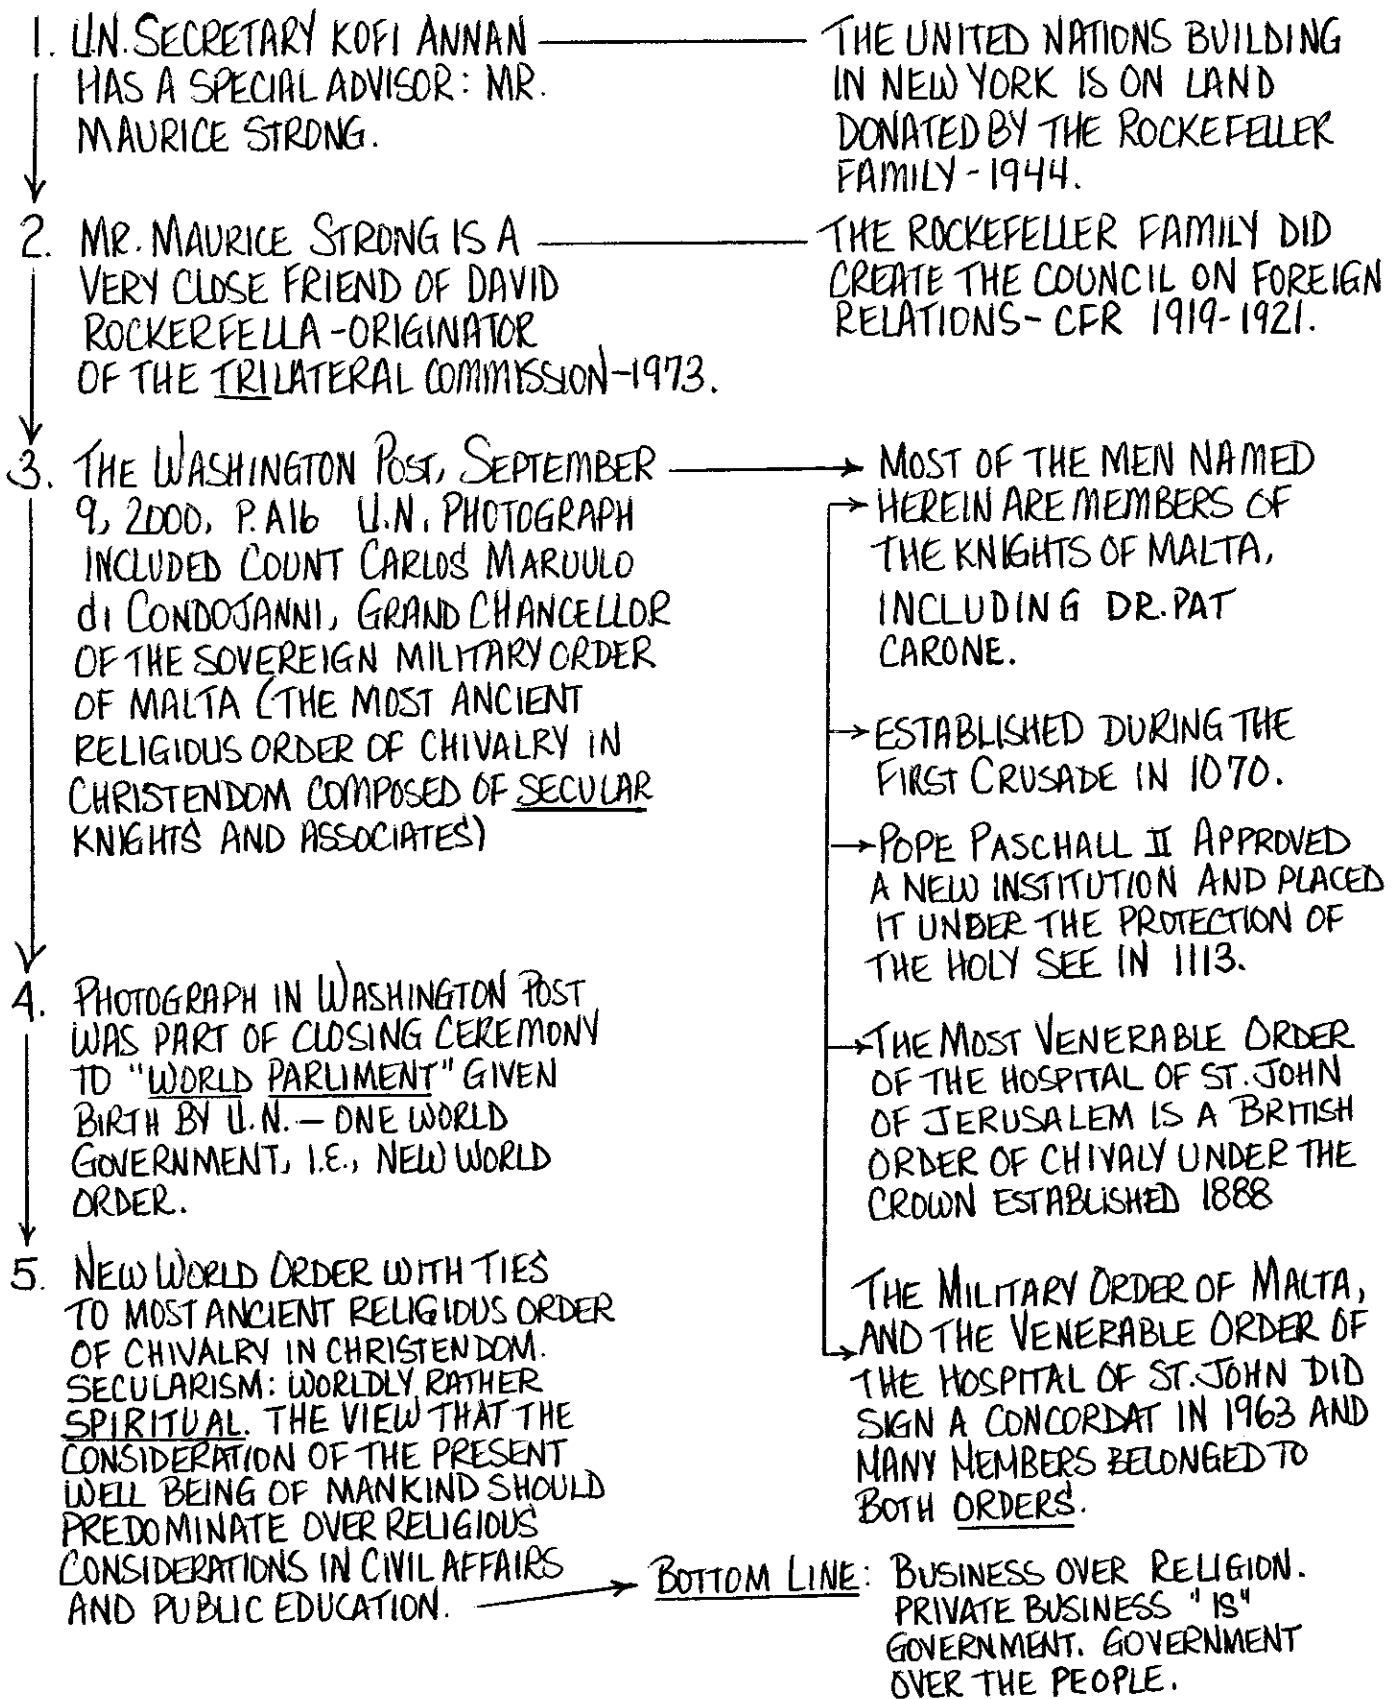 1. U.N. SECRETARY KOFI ANNAN
HAS A SPECIAL ADVISOR: MR.
MAURICE STRONG.
THE UNITED NATIONS BUILDING
IN NEW YORK IS ON LAND
DONATED BY THE ROCKEFELLER
FAMILY - 1944.
2. MR. MAURICE STRONG IS A
VERY CLOSE FRIEND OF DAVID
ROCKERFELLA - ORIGINATOR
OF THE TRILATERAL COMMISSION - 1973.
THE ROCKEFELLER FAMILY DID
CREATE THE COUNCIL ON FOREIGN
RELATIONS - CFR 1919-1921.
3. THE WASHINGTON POST, SEPTEMBER
9, 2000, P. A16 U.N. PHOTOGRAPH
INCLUDED COUNT CARLOS MARUULO
di CONDOJANNI, GRAND CHANCELLOR
OF THE SOVEREIGN MILITARY ORDER
OF MALTA (THE MOST ANCIENT
RELIGIOUS ORDER OF CHIVALRY IN
CHRISTENDOM COMPOSED OF SECULAR
KNIGHTS AND ASSOCIATES)
MOST OF THE MEN NAMED
HEREIN ARE MEMBERS OF
THE KNIGHTS OF MALTA,
INCLUDING DR. PAT
CARONE.
ESTABLISHED DURING THE
FIRST CRUSADE IN 1070.
POPE PASCHALL II APPROVED
A NEW INSTITUTION AND PLACED
IT UNDER THE PROTECTION OF
THE HOLY SEE IN 1113.
4. PHOTOGRAPH IN WASHINGTON POST
WAS PART OF CLOSING CEREMONY
TO "WORLD PARLIMENT" GIVEN
BIRTH BY U.N. - ONE WORLD
GOVERNMENT, I.E., NEW WORLD
ORDER.
THE MOST VENERABLE ORDER
OF THE HOSPITAL OF ST. JOHN
OF JERUSALEM IS A BRITISH
ORDER OF CHIVALY UNDER THE
CROWN ESTABLISHED 1888
5. NEW WORLD ORDER WITH TIES
TO MOST ANCIENT RELIGIOUS ORDER
OF CHIVALRY IN CHRISTENDOM.
SECULARISM: WORLDLY RATHER
SPIRITUAL. THE VIEW THAT THE
CONSIDERATION OF THE PRESENT
WELL BEING OF MANKIND SHOULD
PREDOMINATE OVER RELIGIOUS
CONSIDERATIONS IN CIVIL AFFAIRS
AND PUBLIC EDUCATION.
THE MILITARY ORDER OF MALTA,
AND THE VENERABLE ORDER OF
THE HOSPITAL OF ST. JOHN DID
SIGN A CONCORDAT IN 1963 AND
MANY MEMBERS BELONGED TO
BOTH ORDERS.
BOTTOM LINE: BUSINESS OVER RELIGION.
PRIVATE BUSINESS "IS"
GOVERNMENT. GOVERNMENT
OVER THE PEOPLE.